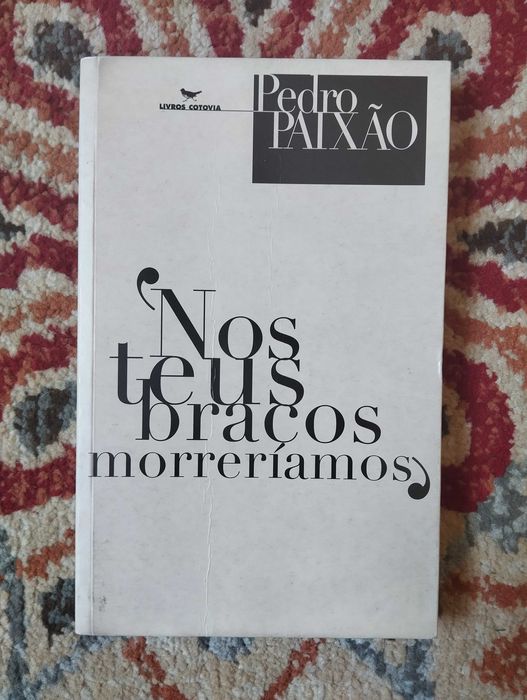 LIVROS COTOVIA
Pedro
PAIXÃO
‘Nos
teus
braços
morreríamos’